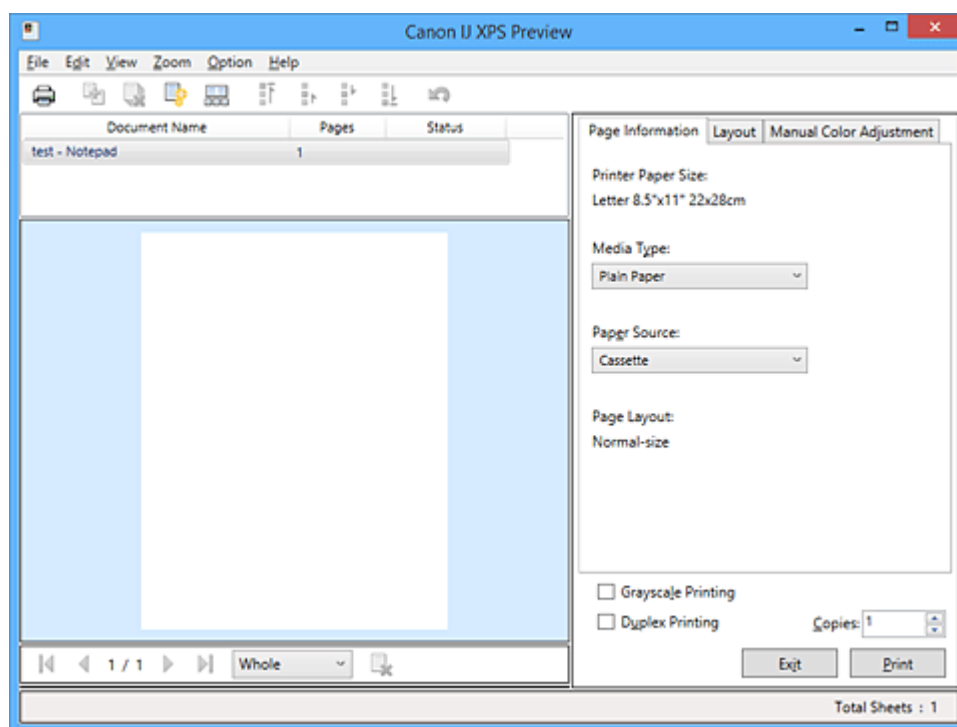 Canon IJ XPS Preview
File Edit View Zoom Option Help
Document Name Pages Status
test - Notepad 1
Page Information Layout Manual Color Adjustment
Printer Paper Size:
Letter 8.5"x11" 22x28cm
Media Type:
Plain Paper
Paper Source:
Cassette
Page Layout:
Normal-size
Grayscale Printing
Duplex Printing Copies: 1
1 / 1 Whole Exit Print
Total Sheets : 1